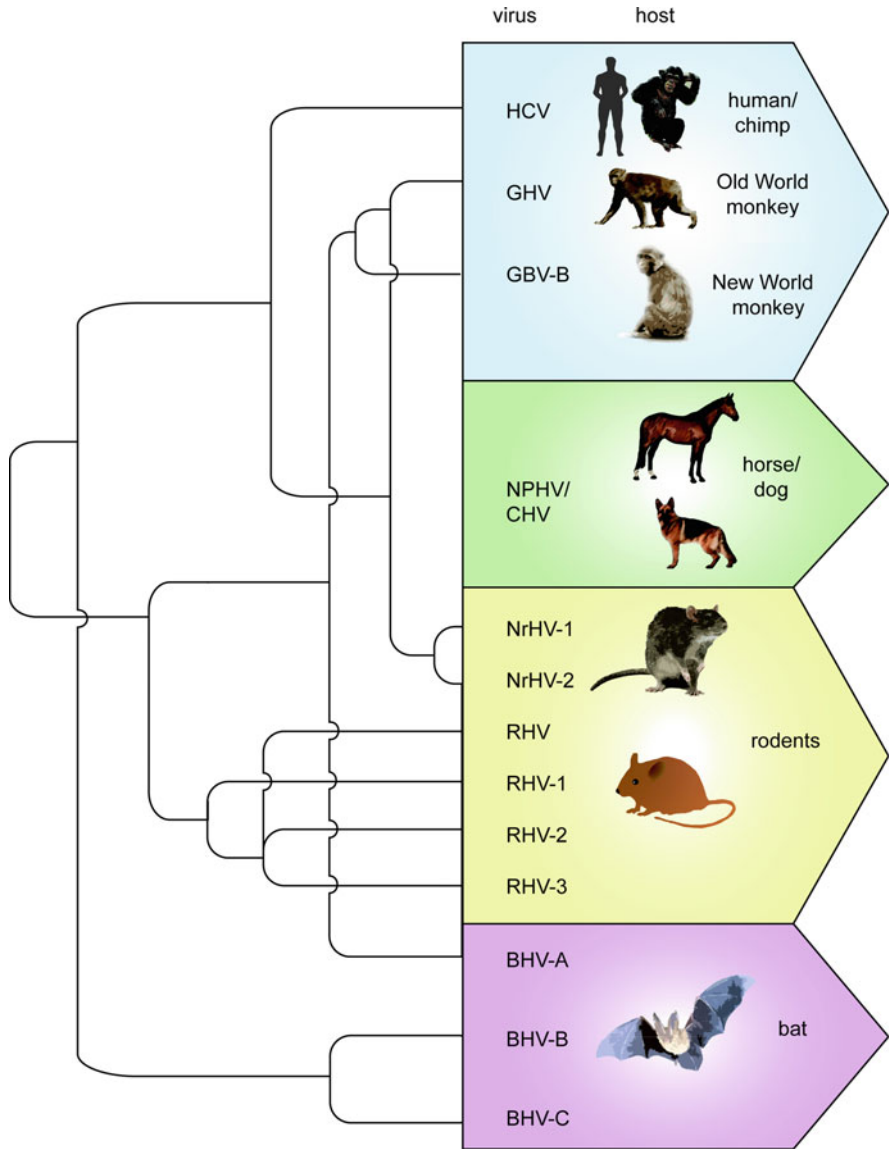 virus host
HCV
human/
chimp
GHV
Old World
monkey
GBV-B
New World
monkey
NPHV/
CHV
horse/
dog
NrHV-1
NrHV-2
RHV
rodents
RHV-1
RHV-2
RHV-3
BHV-A
BHV-B
bat
BHV-C